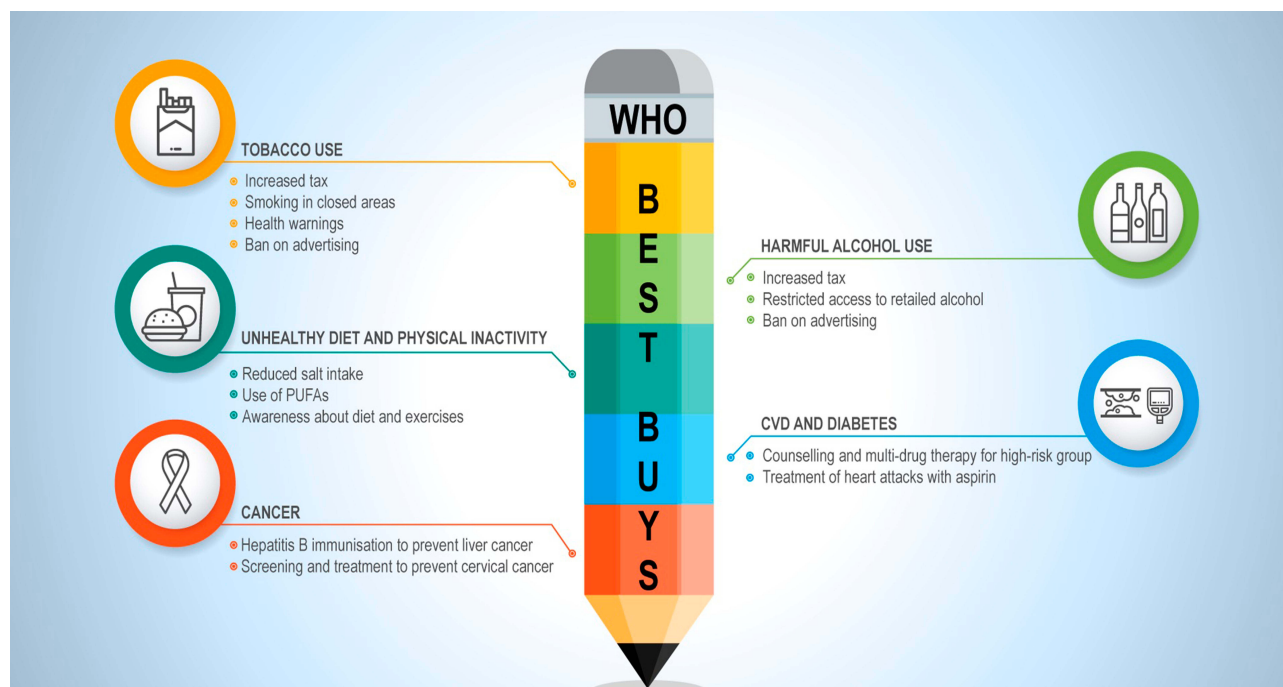 WHO
BEST BUYS
TOBACCO USE
Increased tax
Smoking in closed areas
Health warnings
Ban on advertising
HARMFUL ALCOHOL USE
Increased tax
Restricted access to retailed alcohol
Ban on advertising
UNHEALTHY DIET AND PHYSICAL INACTIVITY
Reduced salt intake
Use of PUFAs
Awareness about diet and exercises
CVD AND DIABETES
Counselling and multi-drug therapy for high-risk group
Treatment of heart attacks with aspirin
CANCER
Hepatitis B immunisation to prevent liver cancer
Screening and treatment to prevent cervical cancer